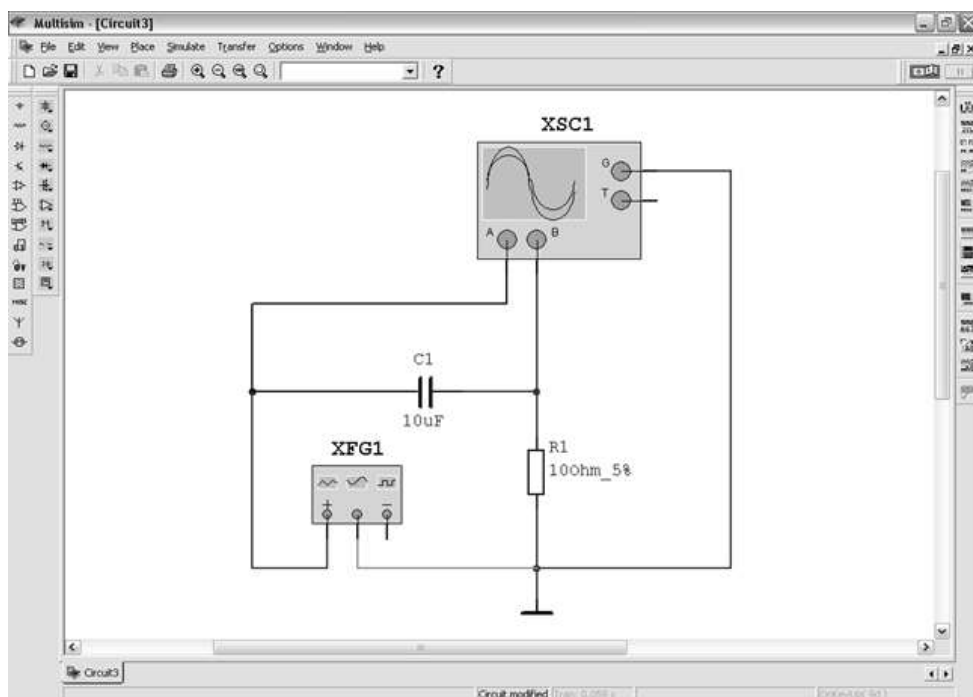 Multisim - [Circuit3]
File Edit View Place Simulate Transfer Options Window Help
?
XSC1
G
T
A B
C1
10uF
XFG1
R1
10Ohm_5%
+ −
MISC
Circuit3
Circuit modified